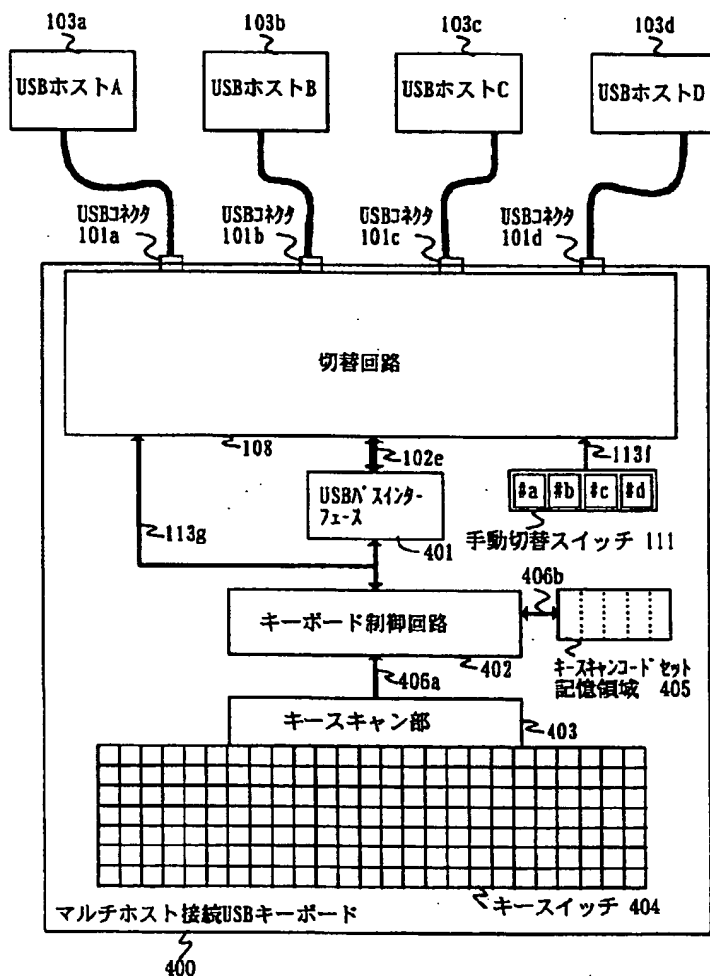 103a
103b
103c
103d
USBホストA
USBホストB
USBホストC
USBホストD
USBコネクタ
101a
USBコネクタ
101b
USBコネクタ
101c
USBコネクタ
101d
切替回路
108
102e
113f
USBバスインター
フェース
401
#a #b #c #d
手動切替スイッチ 111
113g
406b
キーボード制御回路
402
キースキャンコードセット
記憶領域 405
406a
キースキャン部
403
マルチホスト接続USBキーボード
キースイッチ 404
400